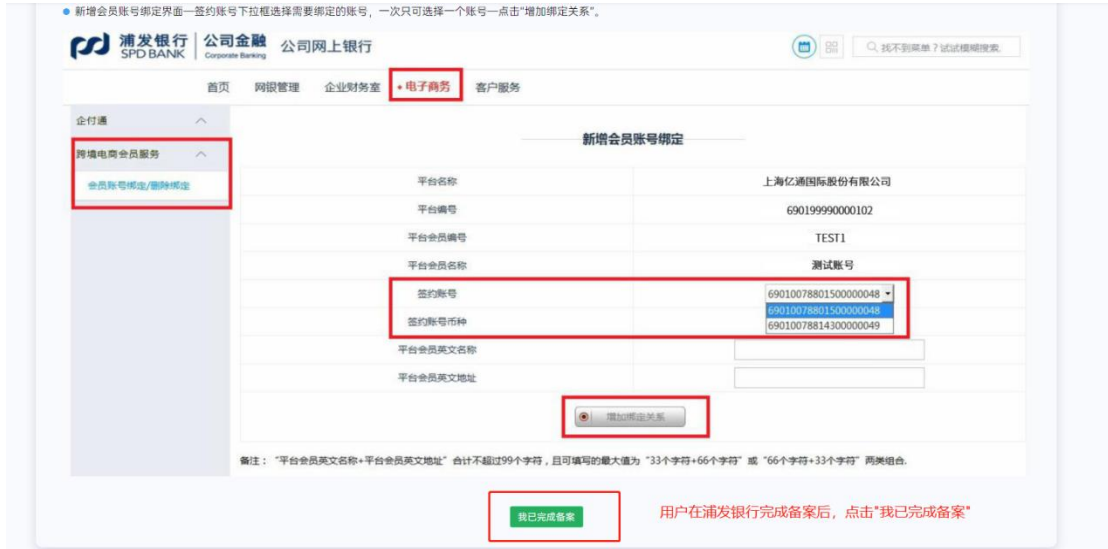 新增会员账号绑定界面—签约账号下拉框选择需要绑定的账号，一次只可选择一个账号—点击“增加绑定关系”。
浦发银行 公司金融 公司网上银行
SPD BANK Corporate Banking
找不到菜单？试试模糊搜索
首页 网银管理 企业财务室 电子商务 客户服务
企付通
跨境电商会员服务
会员账号绑定/删除绑定
新增会员账号绑定
平台名称 上海亿通国际股份有限公司
平台编号 690199990000102
平台会员编号 TEST1
平台会员名称 测试账号
签约账号 69010078801500000048
69010078801500000048
签约账号币种 69010078814300000049
平台会员英文名称
平台会员英文地址
增加绑定关系
备注：“平台会员英文名称+平台会员英文地址”合计不超过99个字符，且可填写的最大值为“33个字符+66个字符”或“66个字符+33个字符”两类组合.
我已完成备案
用户在浦发银行完成备案后，点击"我已完成备案"